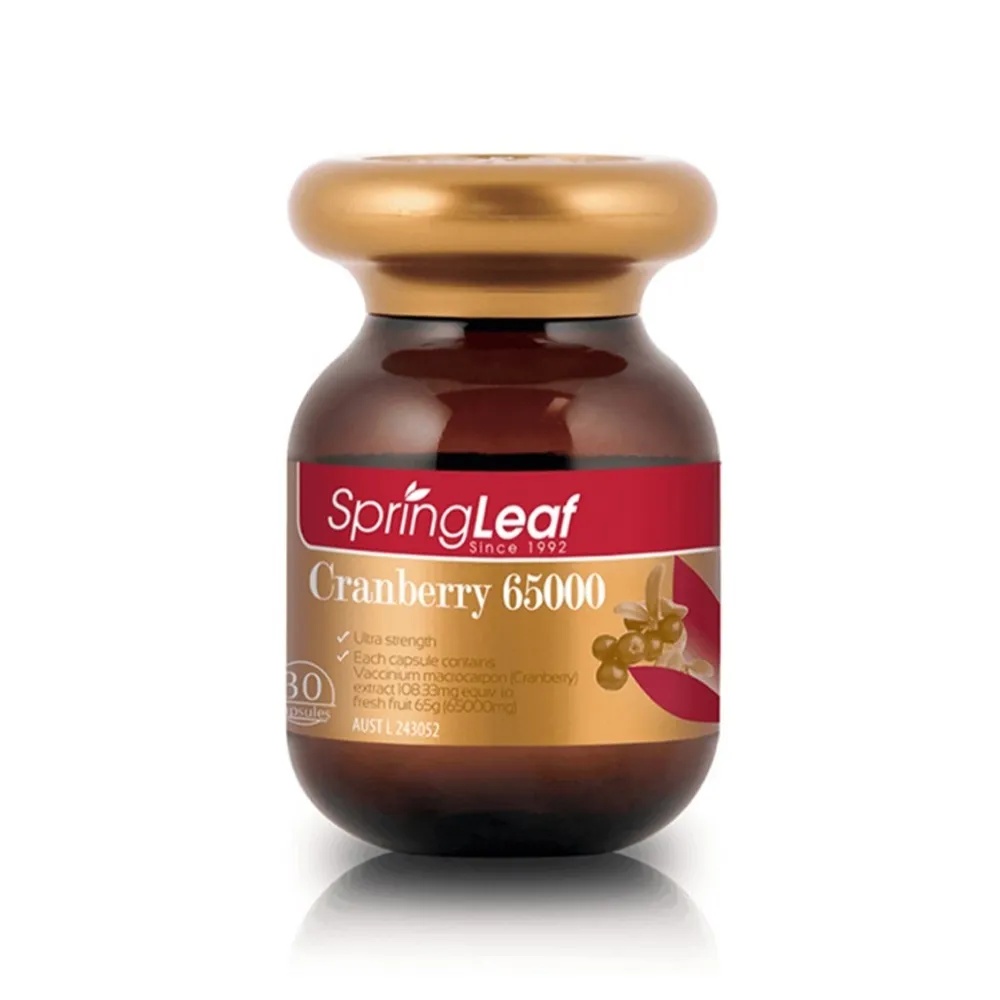 SpringLeaf
Since 1992
Cranberry 65000
✓ Ultra strength
✓ Each capsule contains
Vaccinium macrocarpon (Cranberry)
extract 108.33mg equiv. to
fresh fruit 65g (65000mg)
30
capsules
AUST L 243052